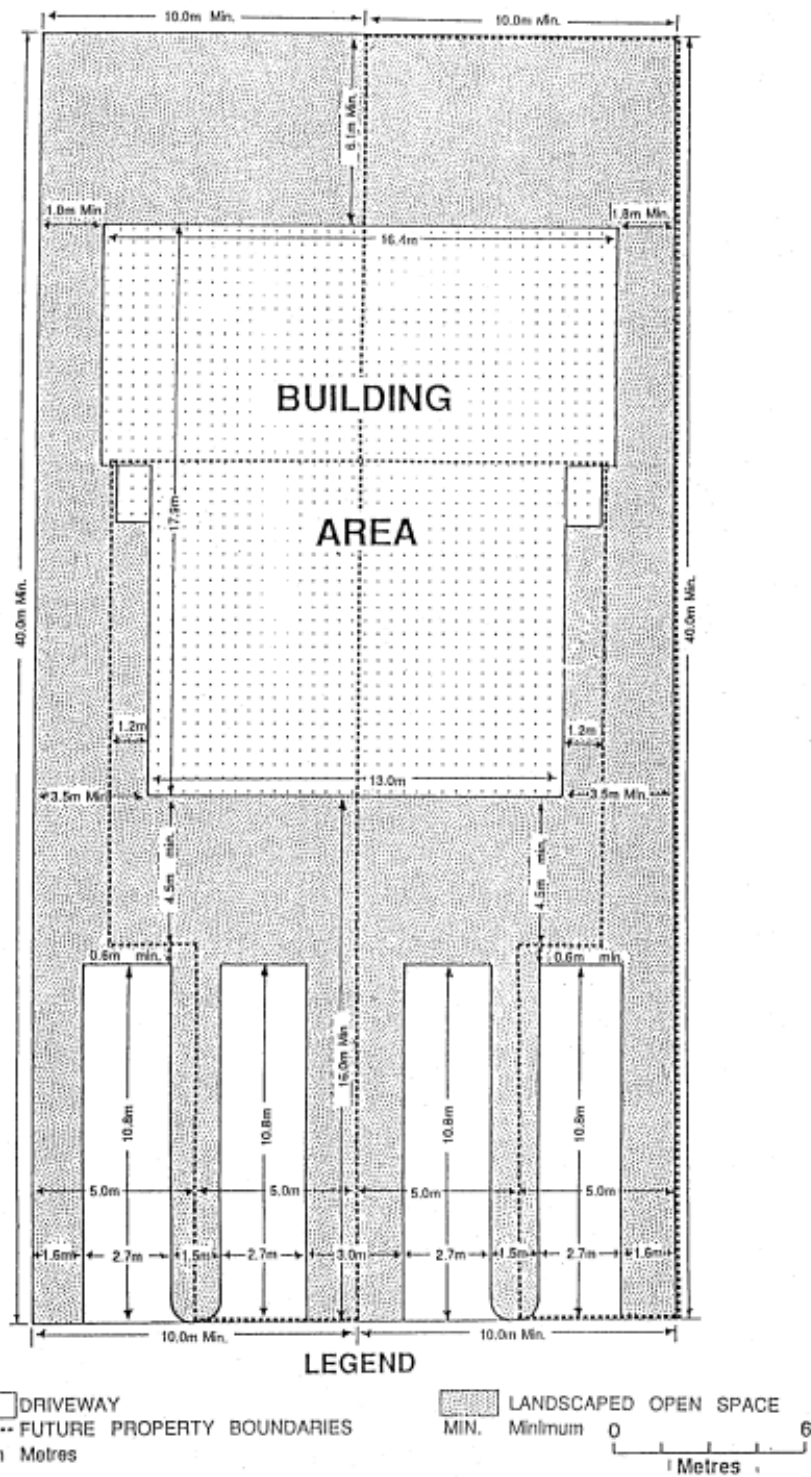 10.0m Min.
10.0m Min.
6.1m Min.
1.8m Min.
16.4m
BUILDING
17.9m
AREA
40.0m Min.
40.0m Min.
1.2m
1.2m
13.0m
3.5m Min.
3.5m Min.
4.5m min.
4.5m min.
0.6m min.
0.6m min.
16.0m Min.
10.8m
10.8m
10.8m
10.8m
5.0m
5.0m
5.0m
5.0m
1.6m
2.7m
1.5m
2.7m
3.0m
2.7m
1.5m
2.7m
1.6m
10.0m Min.
10.0m Min.
LEGEND
DRIVEWAY
LANDSCAPED OPEN SPACE
FUTURE PROPERTY BOUNDARIES
MIN. Minimum
0 6
Metres
Metres